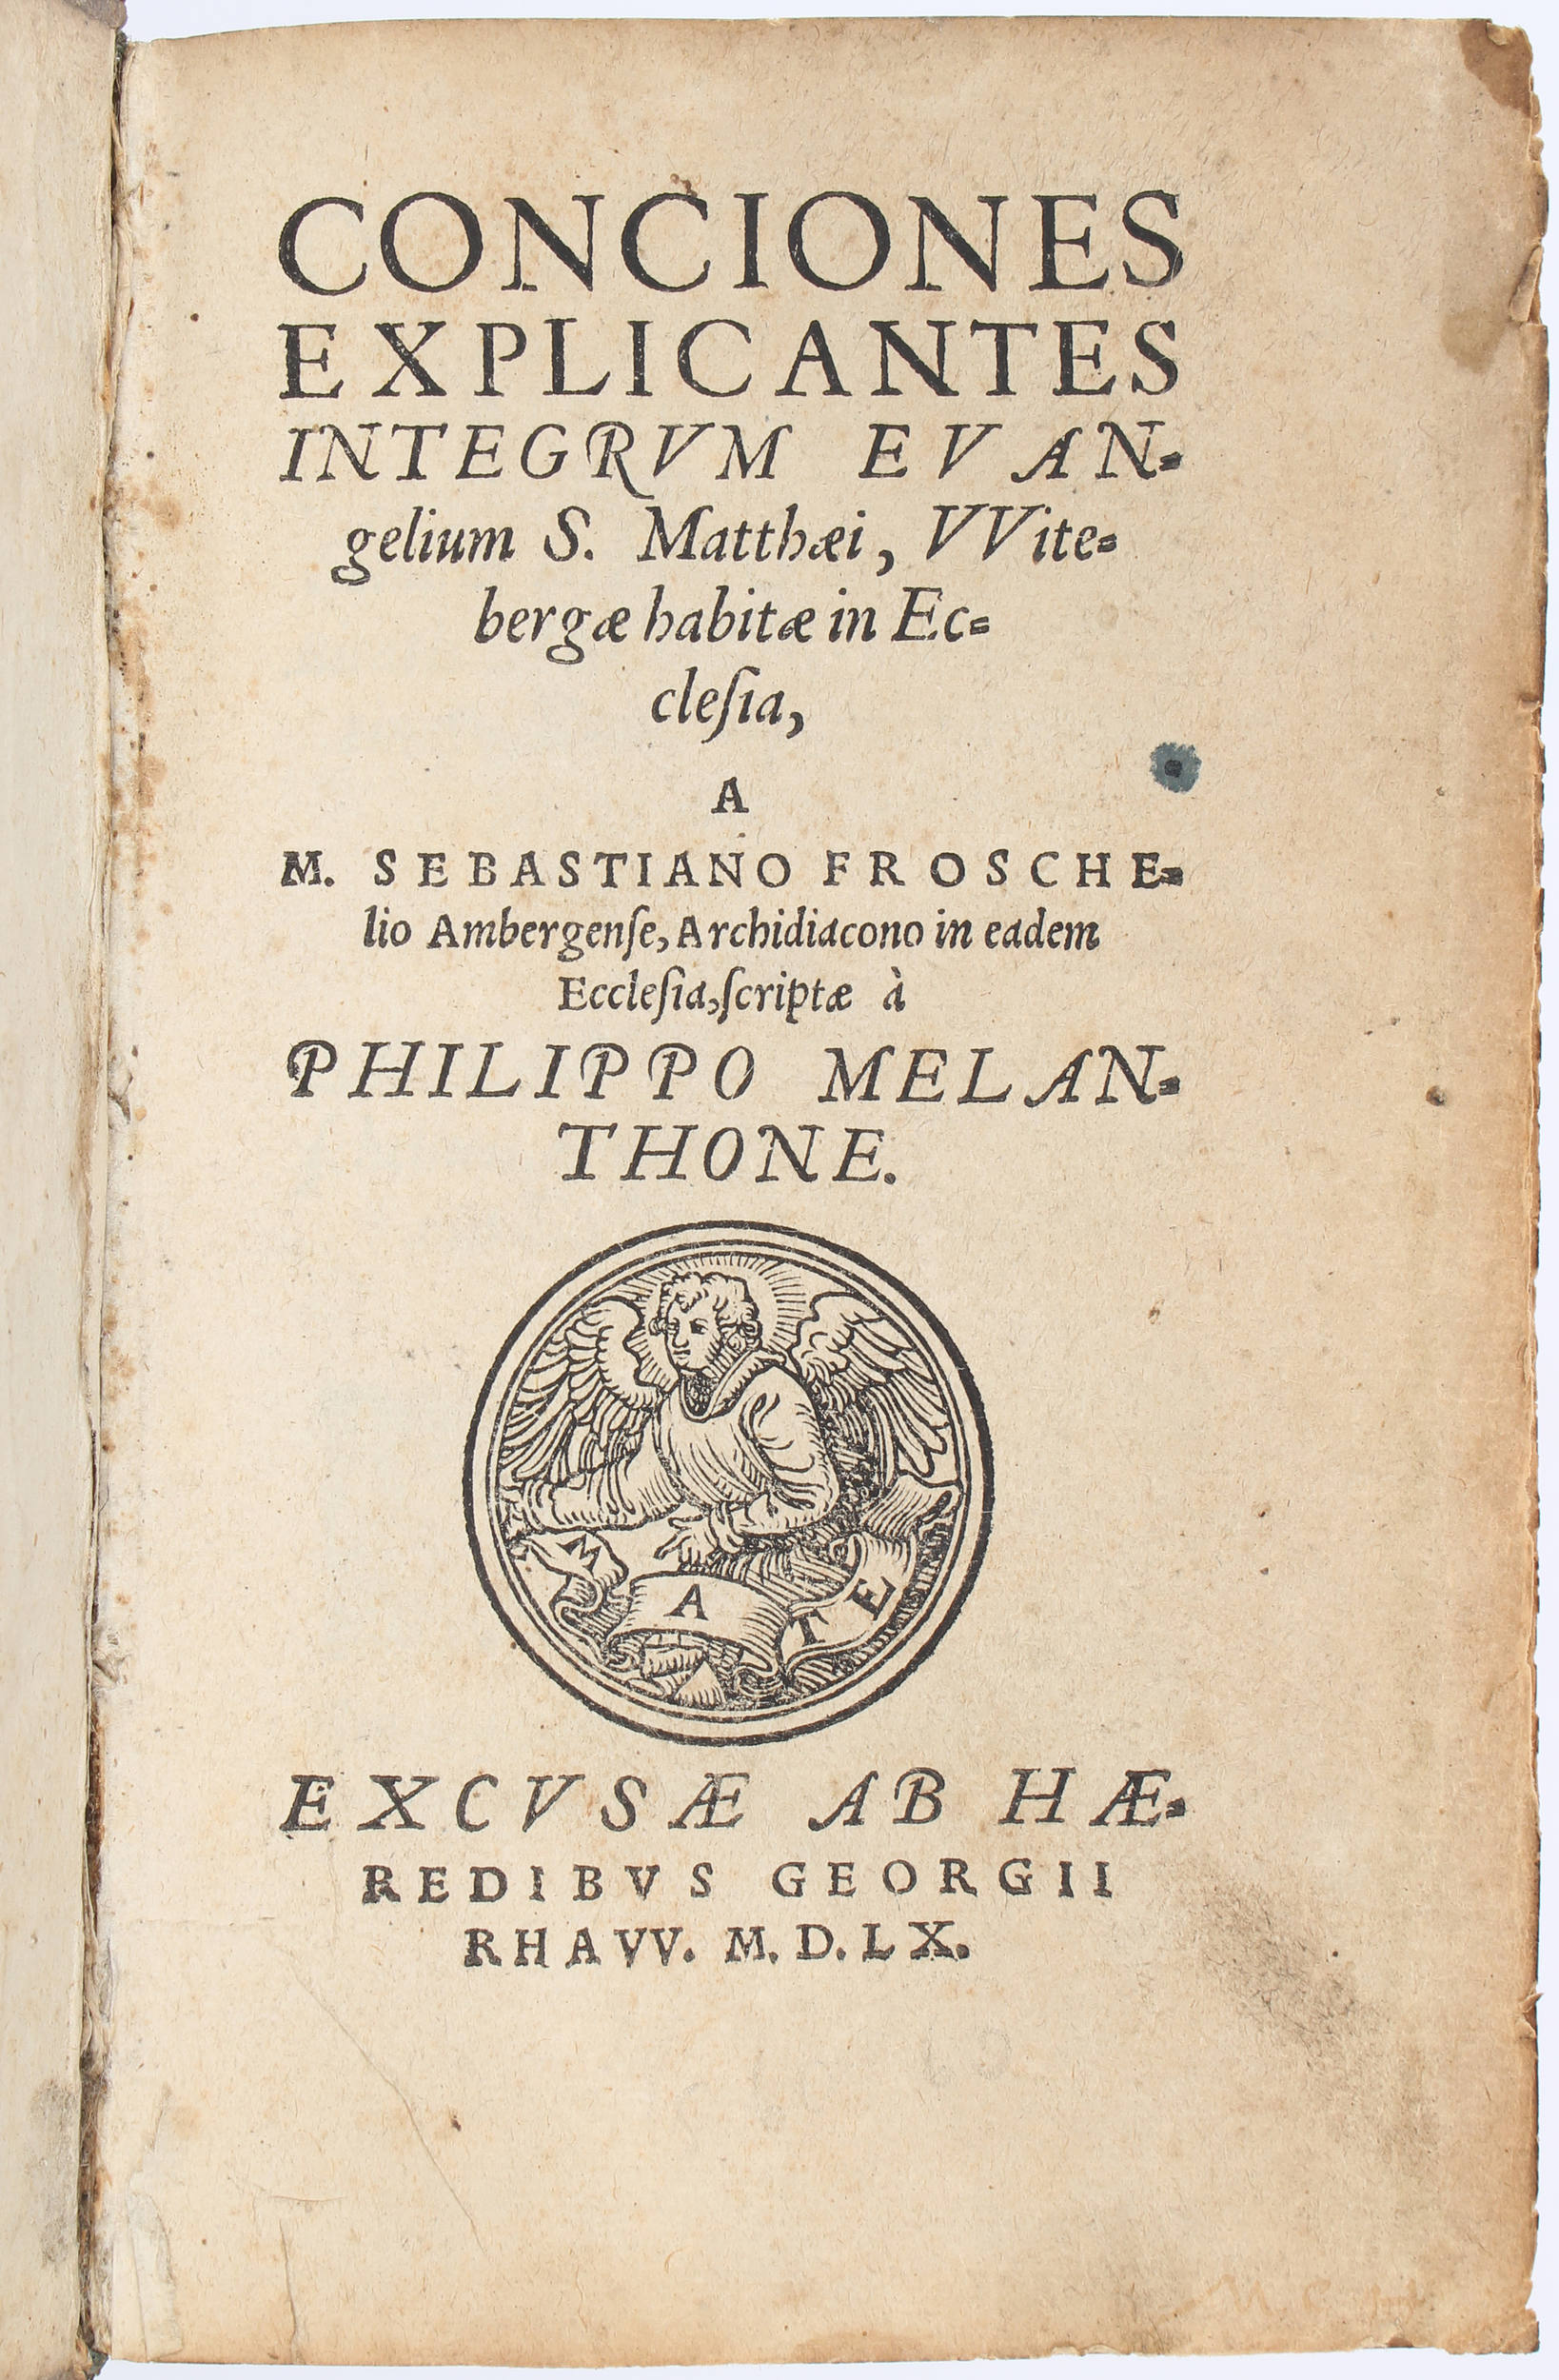 CONCIONES
EXPLICANTES
INTEGRVM EVAN-
gelium S. Matthæi, VVite-
bergæ habitæ in Ec-
cleſia,
A
M. SEBASTIANO FROSCHE-
lio Ambergenſe, Archidiacono in eadem
Eccleſia, ſcriptæ à
PHILIPPO MELAN-
THONE.
M A T E
EXCVSÆ AB HÆ-
REDIBVS GEORGII
RHAVV. M. D. LX.